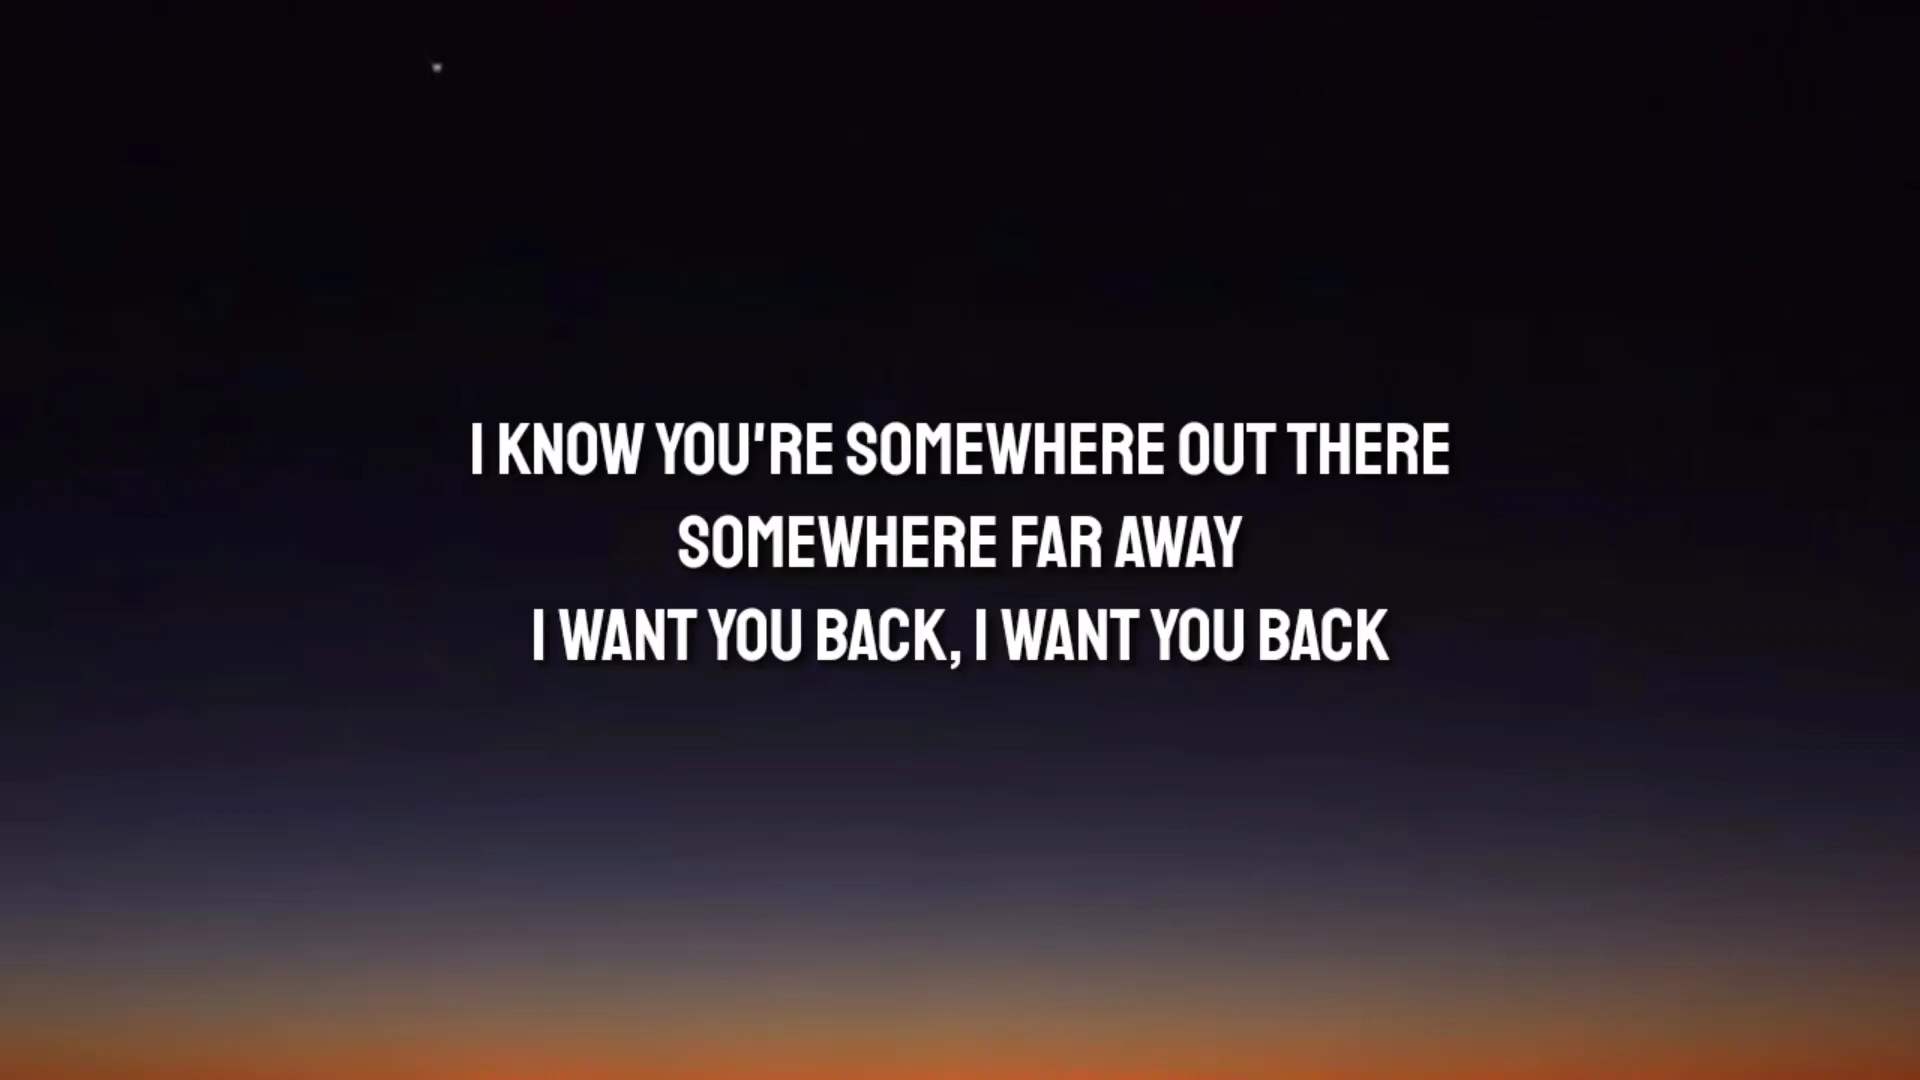 I KNOW YOU'RE SOMEWHERE OUT THERE
SOMEWHERE FAR AWAY
I WANT YOU BACK, I WANT YOU BACK